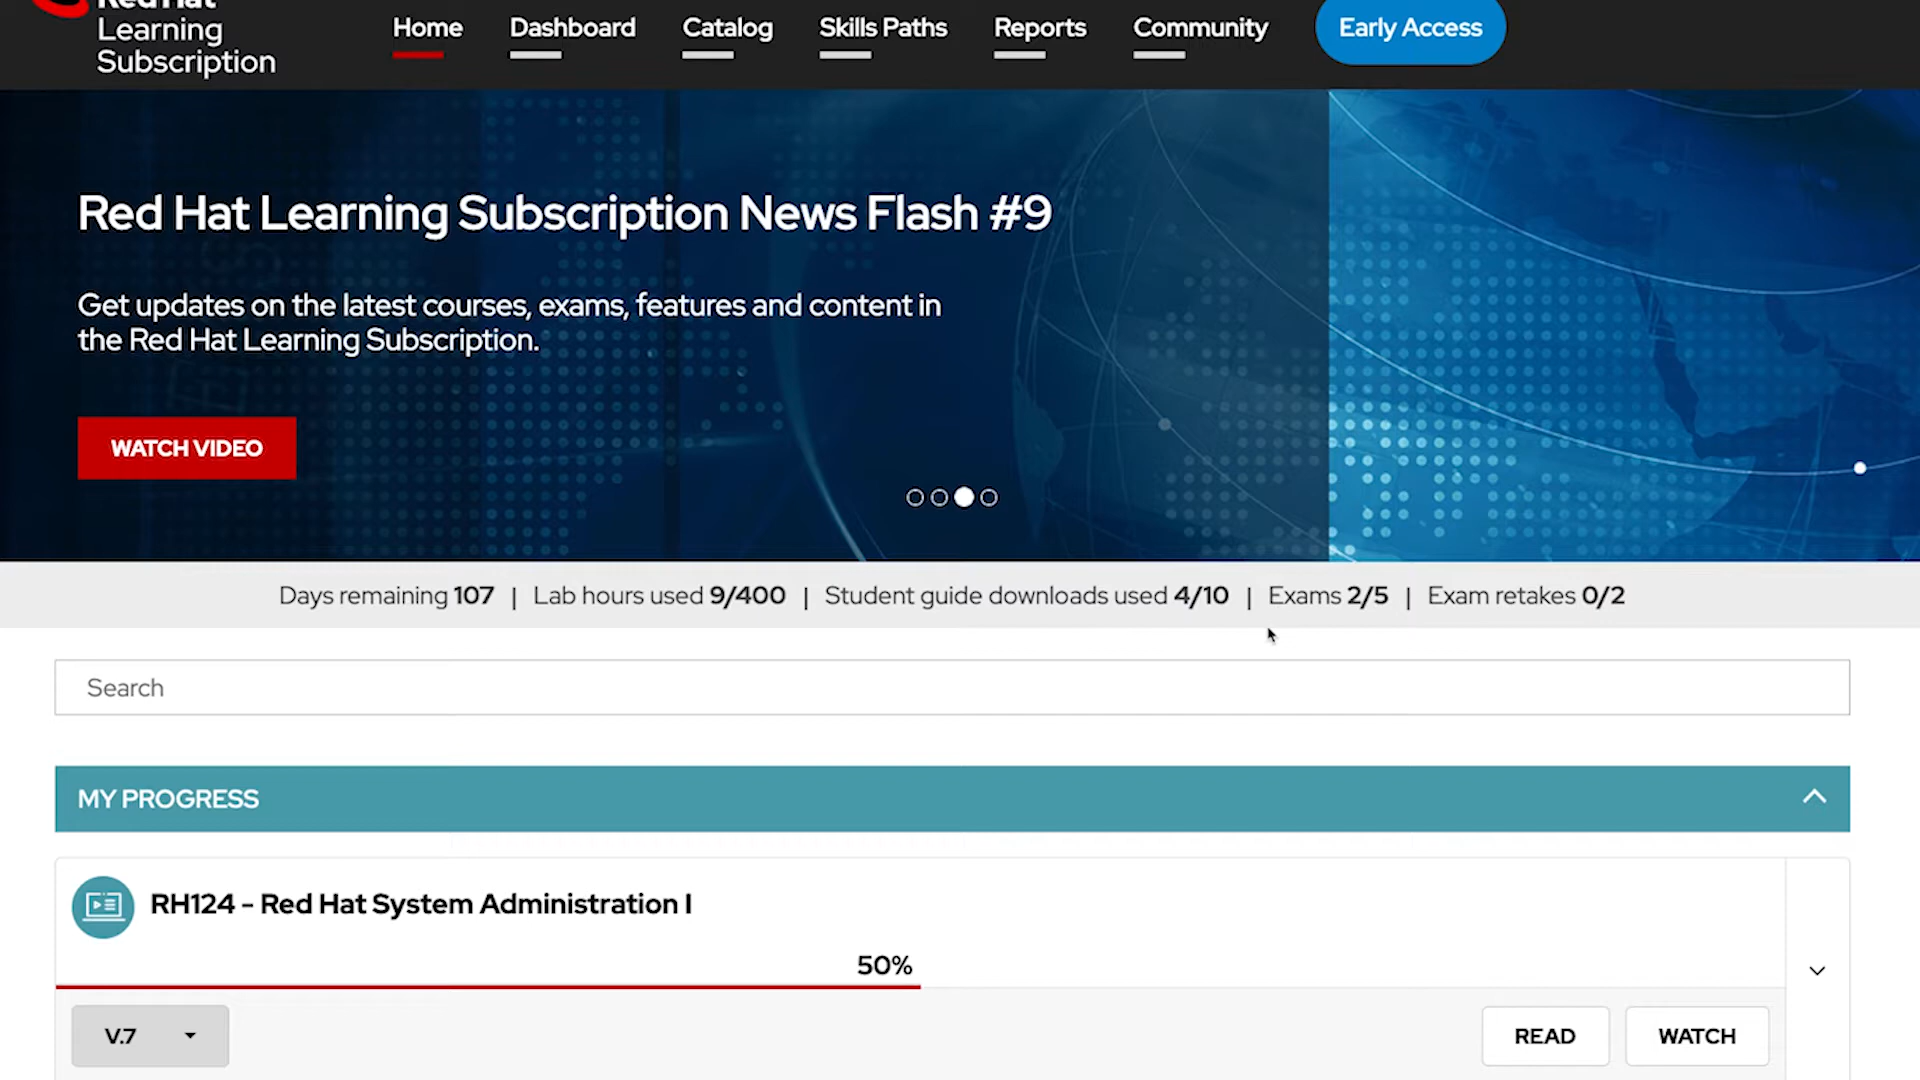 Red Hat
Learning
Subscription
Home
Dashboard
Catalog
Skills Paths
Reports
Community
Early Access
Red Hat Learning Subscription News Flash #9
Get updates on the latest courses, exams, features and content in
the Red Hat Learning Subscription.
WATCH VIDEO
Days remaining 107 | Lab hours used 9/400 | Student guide downloads used 4/10 | Exams 2/5 | Exam retakes 0/2
Search
MY PROGRESS
RH124 - Red Hat System Administration I
50%
V.7
READ
WATCH